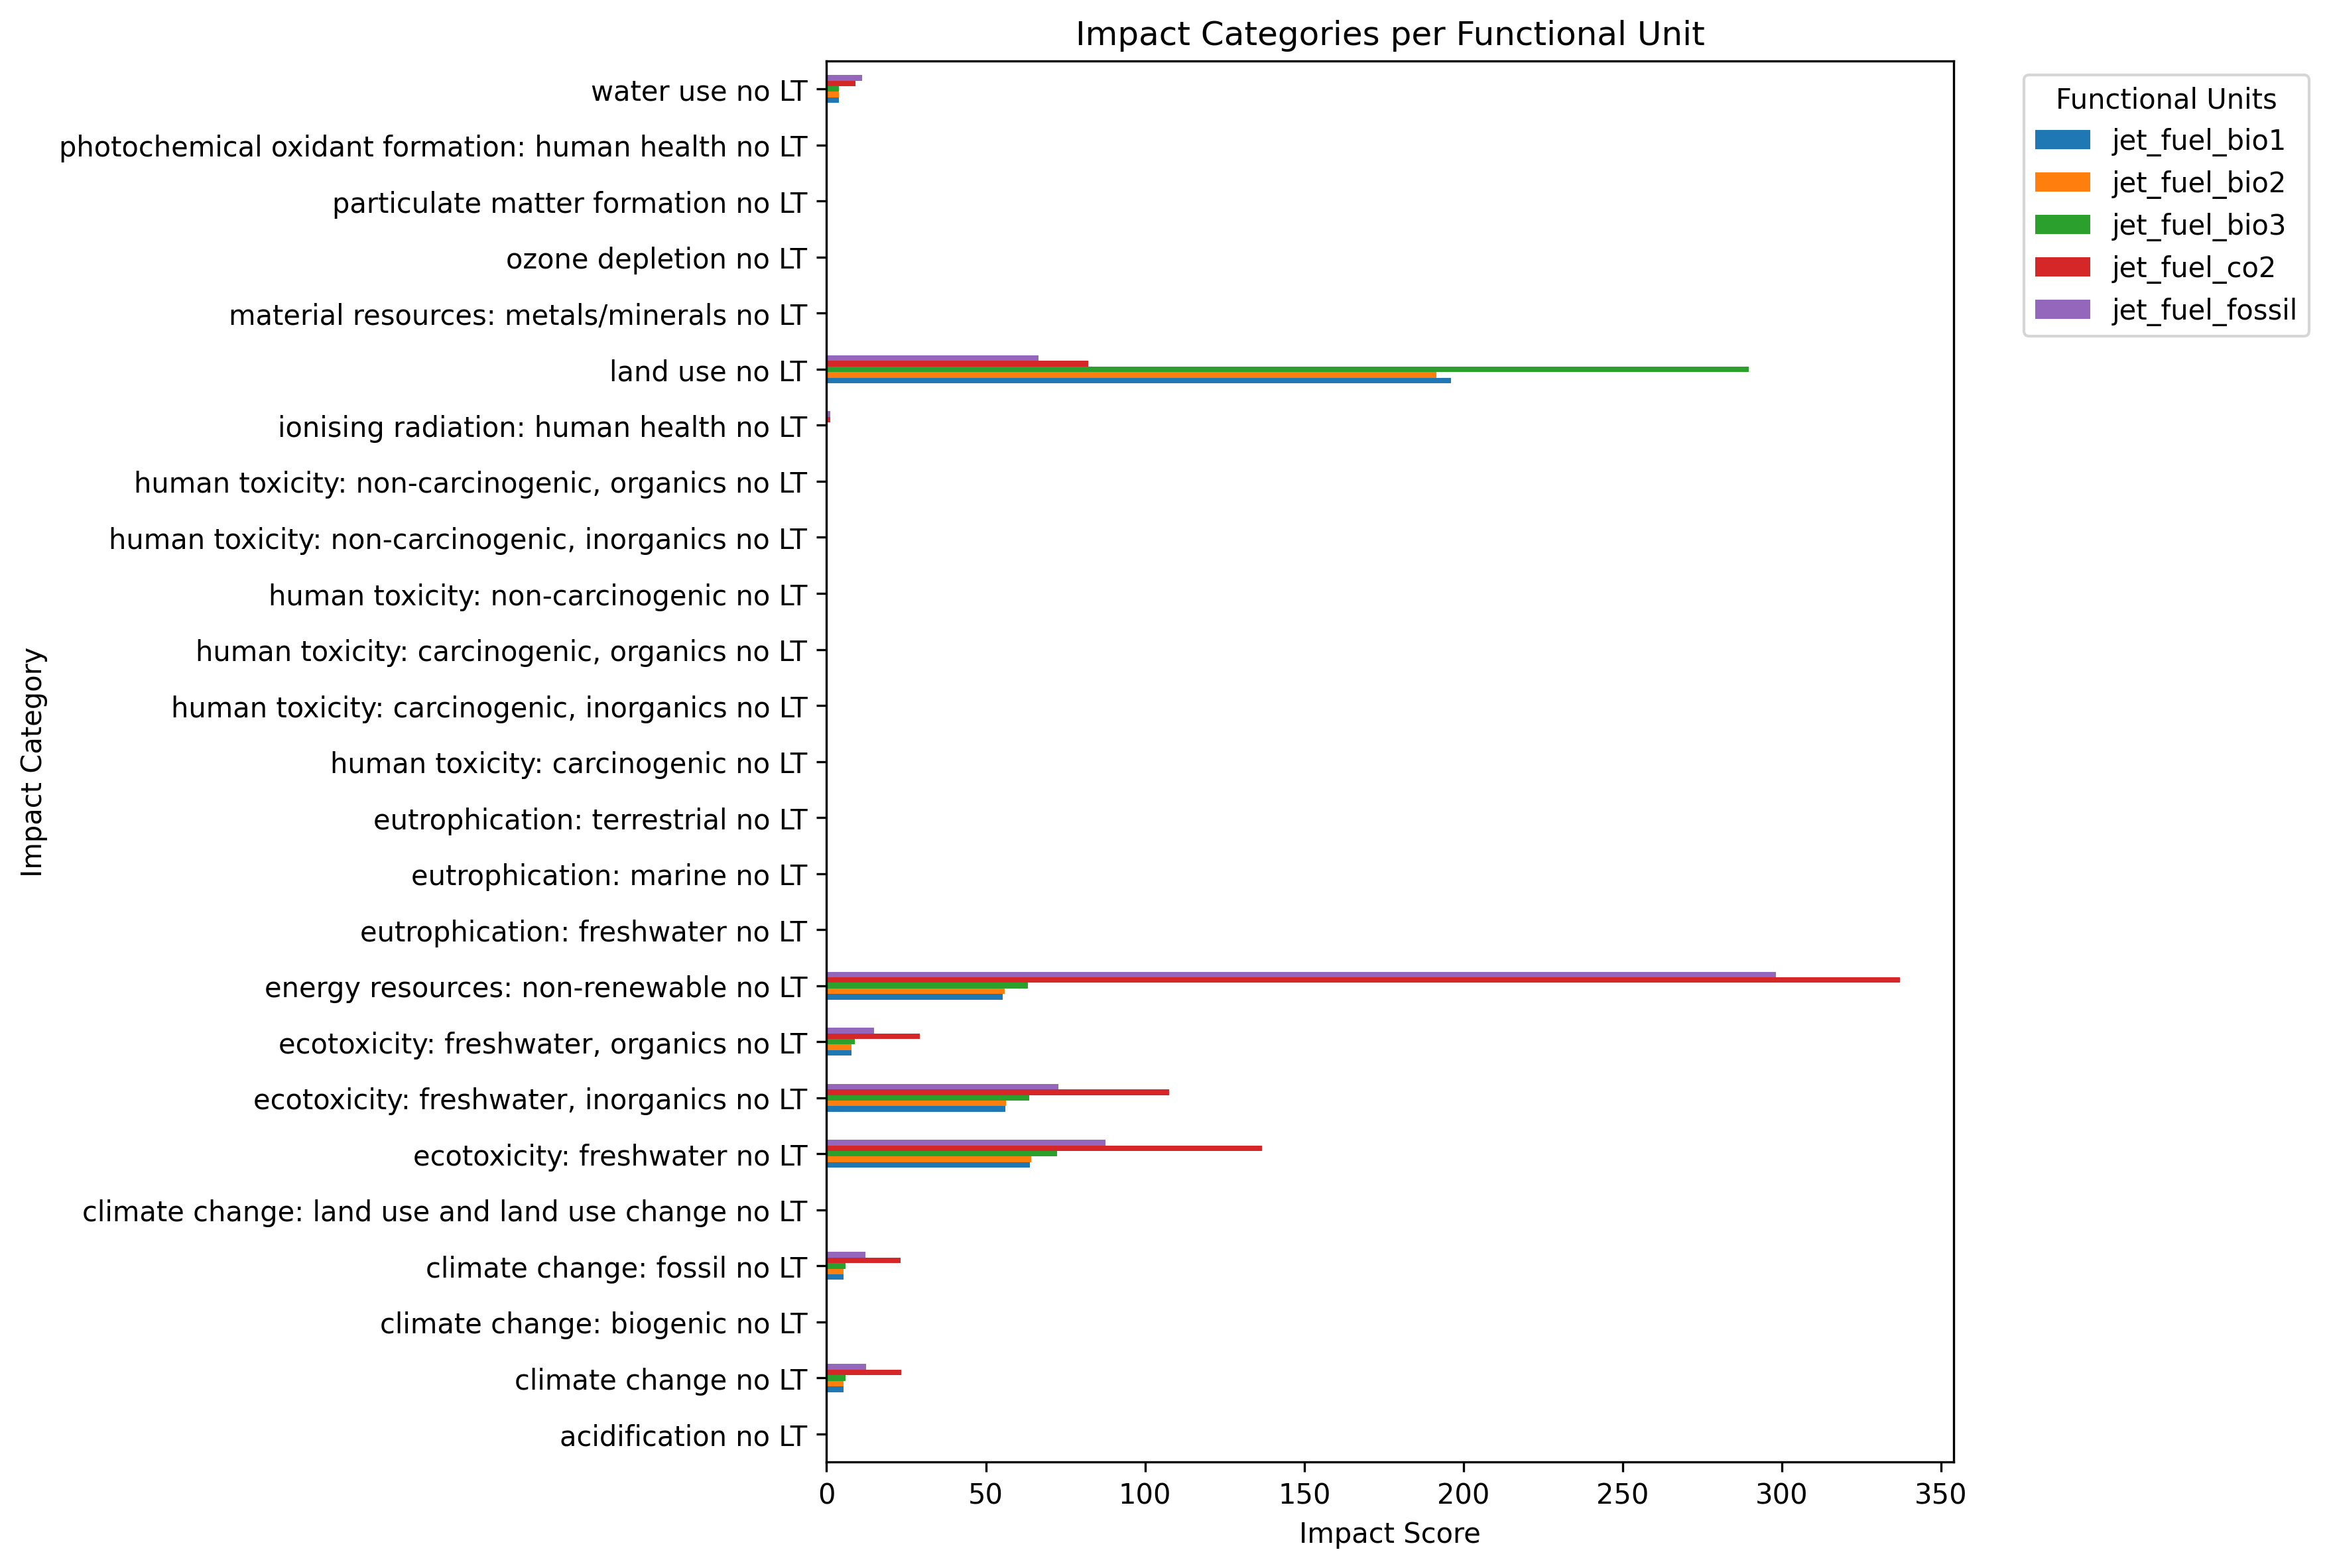 Impact Categories per Functional Unit
Impact Category
water use no LT
photochemical oxidant formation: human health no LT
particulate matter formation no LT
ozone depletion no LT
material resources: metals/minerals no LT
land use no LT
ionising radiation: human health no LT
human toxicity: non-carcinogenic, organics no LT
human toxicity: non-carcinogenic, inorganics no LT
human toxicity: non-carcinogenic no LT
human toxicity: carcinogenic, organics no LT
human toxicity: carcinogenic, inorganics no LT
human toxicity: carcinogenic no LT
eutrophication: terrestrial no LT
eutrophication: marine no LT
eutrophication: freshwater no LT
energy resources: non-renewable no LT
ecotoxicity: freshwater, organics no LT
ecotoxicity: freshwater, inorganics no LT
ecotoxicity: freshwater no LT
climate change: land use and land use change no LT
climate change: fossil no LT
climate change: biogenic no LT
climate change no LT
acidification no LT
0 50 100 150 200 250 300 350
Impact Score
Functional Units
jet_fuel_bio1
jet_fuel_bio2
jet_fuel_bio3
jet_fuel_co2
jet_fuel_fossil